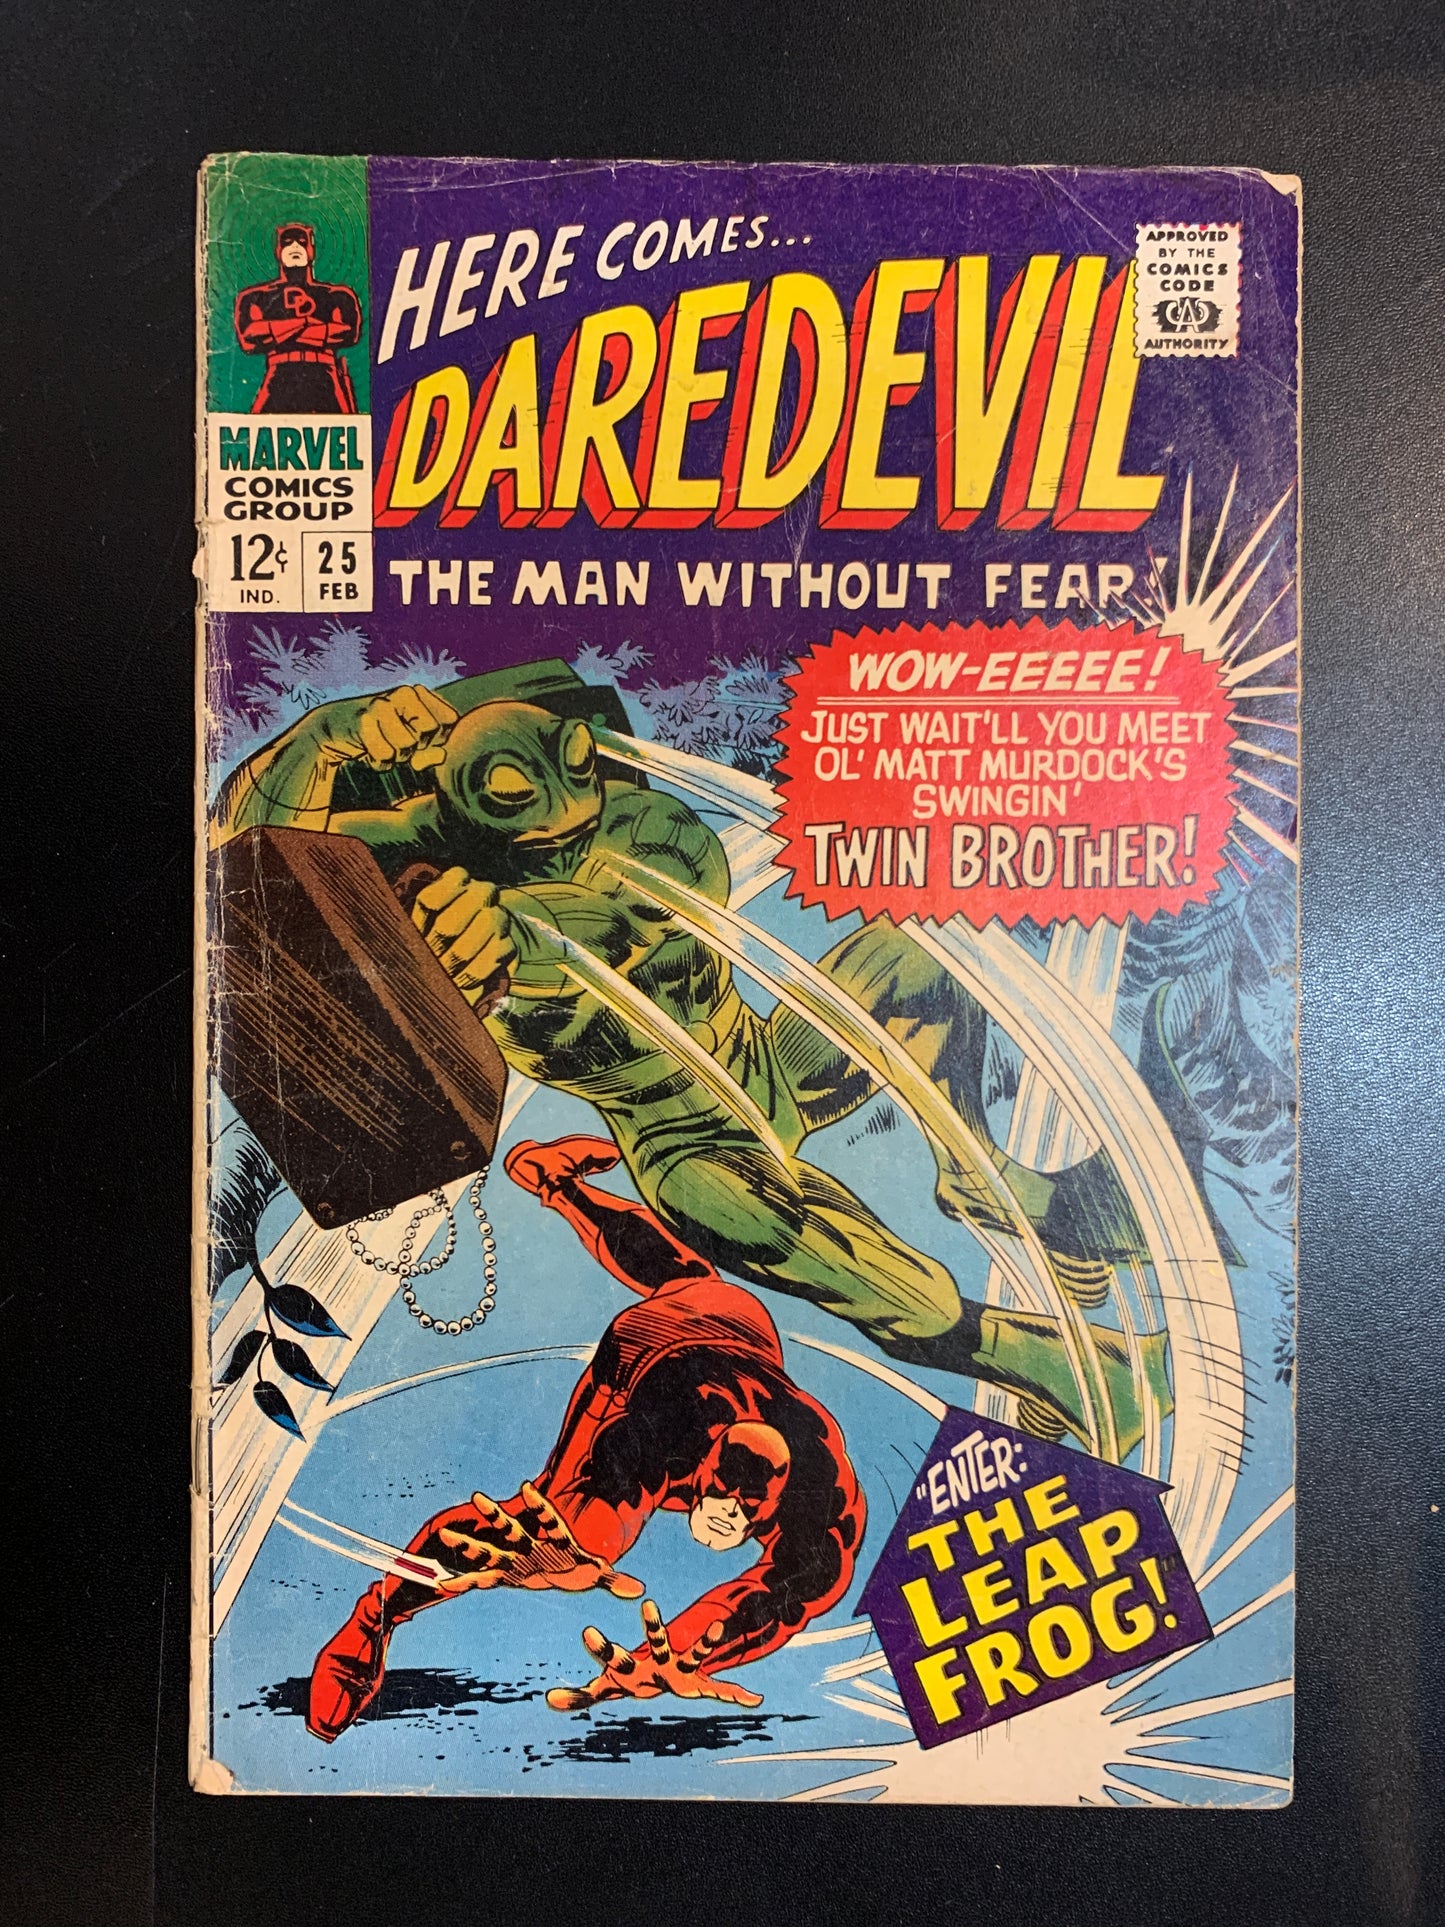 HERE COMES...
DAREDEVIL
THE MAN WITHOUT FEAR!
DD
MARVEL
COMICS
GROUP
12¢
IND.
25
FEB
APPROVED
BY THE
COMICS
CODE
CA
AUTHORITY
WOW-EEEEE!
JUST WAIT'LL YOU MEET
OL' MATT MURDOCK'S
SWINGIN'
TWIN BROTHER!
"ENTER:
THE
LEAP
FROG!"